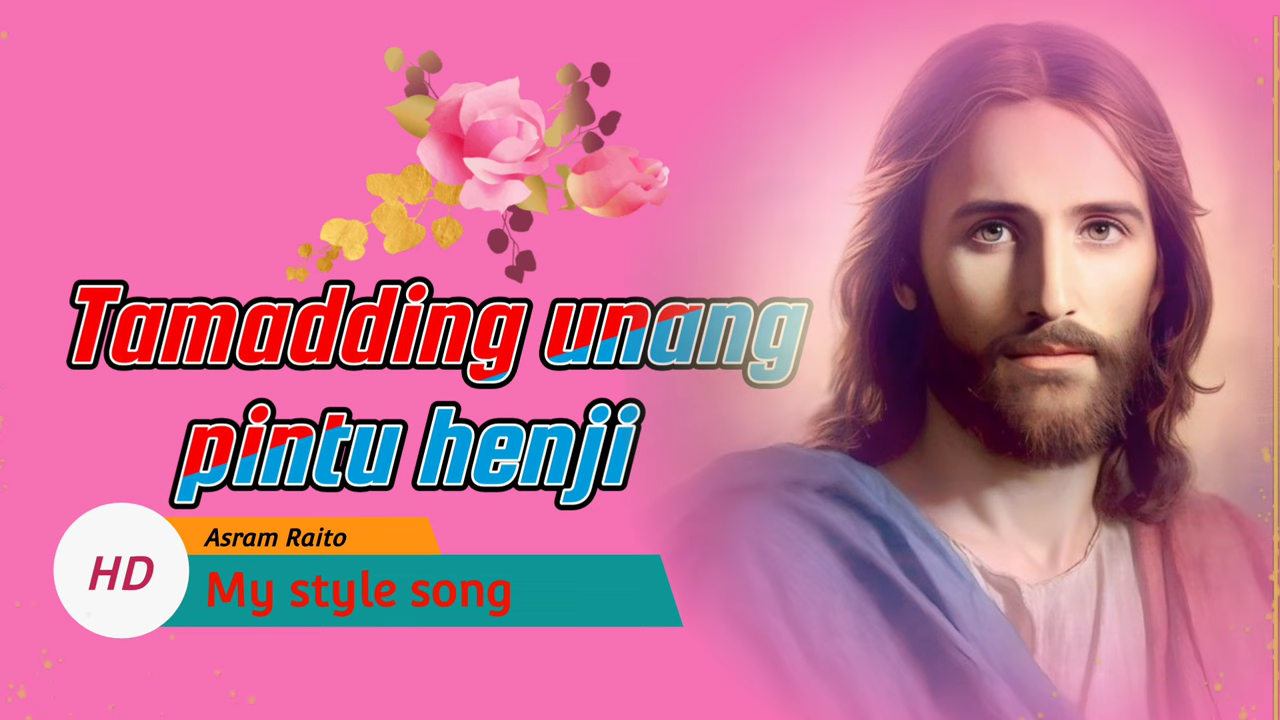 Tamadding unang
pintu henji
HD
Asram Raito
My style song